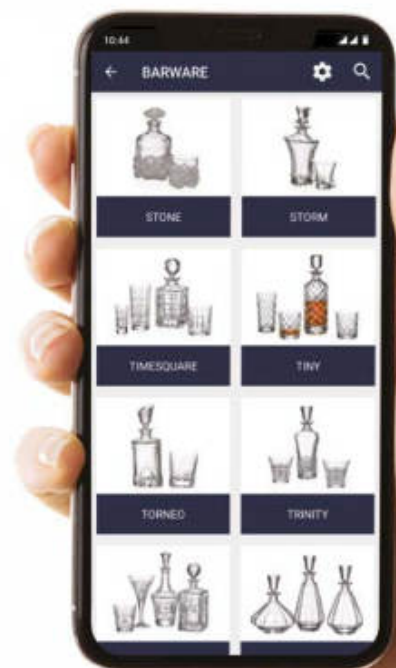 10:44
BARWARE
STONE
STORM
TIMESQUARE
TINY
TORNEO
TRINITY